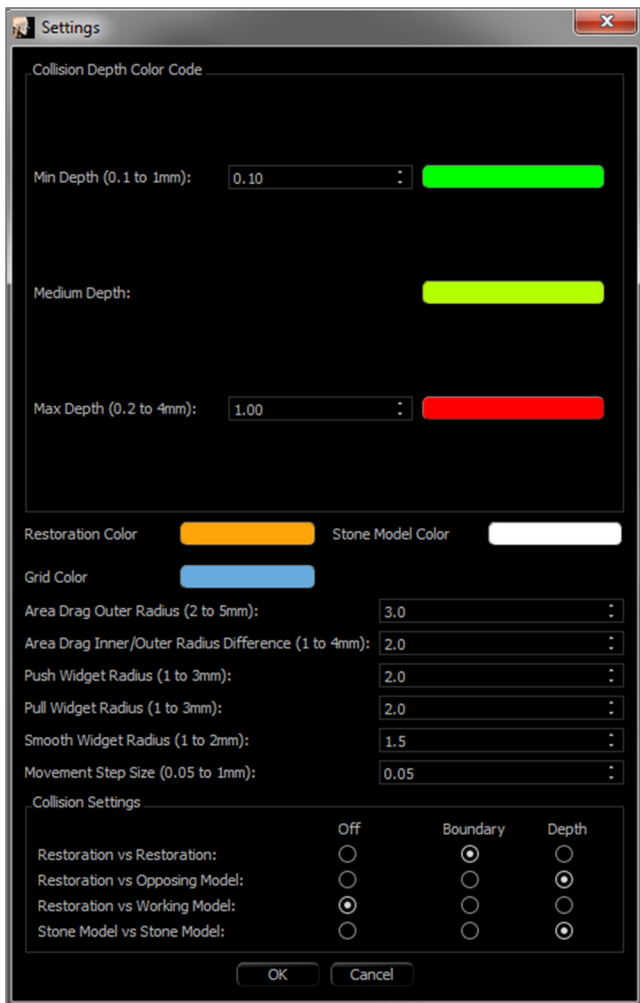 Settings
Collision Depth Color Code
Min Depth (0.1 to 1mm): 0.10
Medium Depth:
Max Depth (0.2 to 4mm): 1.00
Restoration Color Stone Model Color
Grid Color
Area Drag Outer Radius (2 to 5mm): 3.0
Area Drag Inner/Outer Radius Difference (1 to 4mm): 2.0
Push Widget Radius (1 to 3mm): 2.0
Pull Widget Radius (1 to 3mm): 2.0
Smooth Widget Radius (1 to 2mm): 1.5
Movement Step Size (0.05 to 1mm): 0.05
Collision Settings
Off Boundary Depth
Restoration vs Restoration:
Restoration vs Opposing Model:
Restoration vs Working Model:
Stone Model vs Stone Model:
OK Cancel